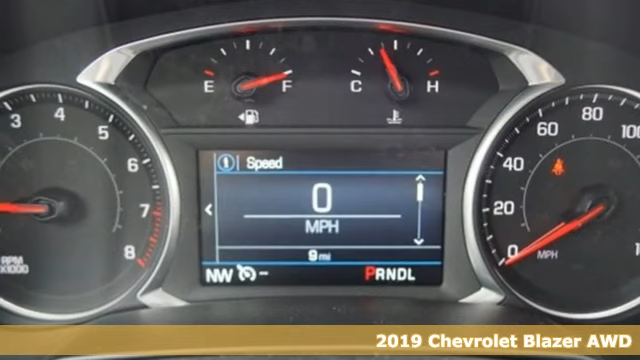 E F
C H
3 4 5 6 7 8
RPM
X1000
Speed
0
MPH
9 mi
NW
PRNDL
0 20 40 60 80 100
MPH
2019 Chevrolet Blazer AWD